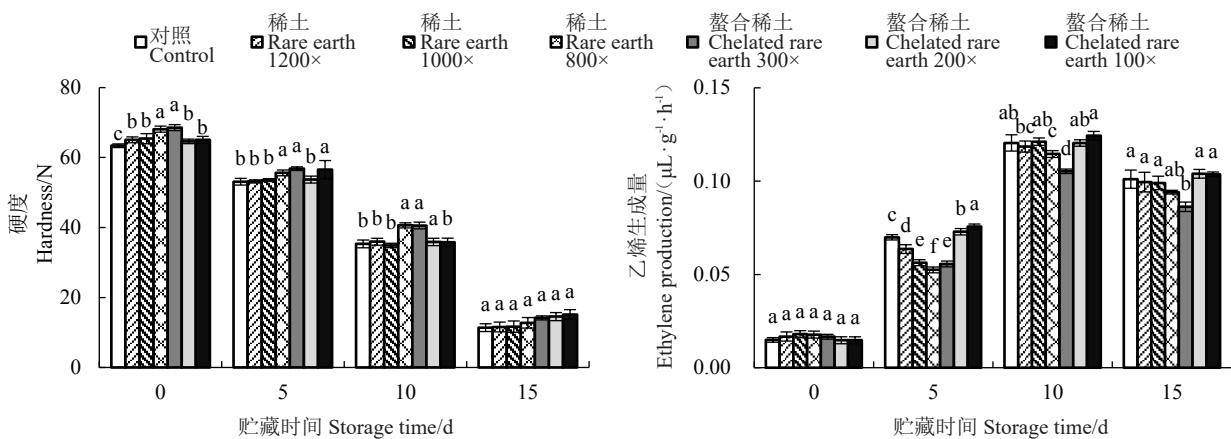 对照
Control
稀土
Rare earth
1200×
稀土
Rare earth
1000×
稀土
Rare earth
800×
螯合稀土
Chelated rare
earth 300×
螯合稀土
Chelated rare
earth 200×
螯合稀土
Chelated rare
earth 100×
硬度
Hardness/N
80
60
40
20
0
c b b a a b b
b b b a a b a
b b b a a a b
a a a a a a a
0 5 10 15
贮藏时间 Storage time/d
乙烯生成量
Ethylene production/(μL·g⁻¹·h⁻¹)
0.15
0.10
0.05
0.00
a a a a a a a
c d e f e b a
ab bc ab c d ab a
a a a ab b a a
0 5 10 15
贮藏时间 Storage time/d